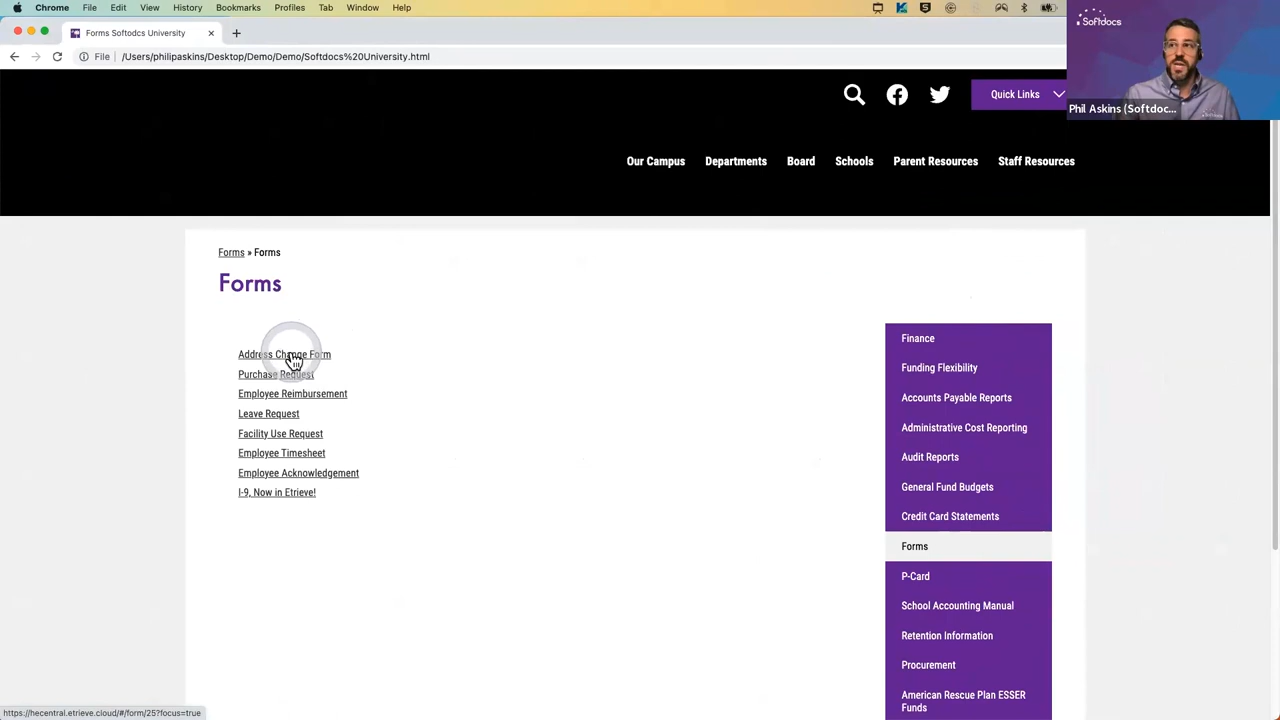 Chrome File Edit View History Bookmarks Profiles Tab Window Help
Forms Softdocs University
File /Users/philipaskins/Desktop/Demo/Demo/Softdocs%20University.html
Softdocs
Phil Askins (Softdoc...
Quick Links
Our Campus Departments Board Schools Parent Resources Staff Resources
Forms » Forms
Forms
Address Change Form
Purchase Request
Employee Reimbursement
Leave Request
Facility Use Request
Employee Timesheet
Employee Acknowledgement
I-9, Now in Etrieve!
Finance
Funding Flexibility
Accounts Payable Reports
Administrative Cost Reporting
Audit Reports
General Fund Budgets
Credit Card Statements
Forms
P-Card
School Accounting Manual
Retention Information
Procurement
American Rescue Plan ESSER
Funds
https://hecentral.etrieve.cloud/#/form/25?focus=true